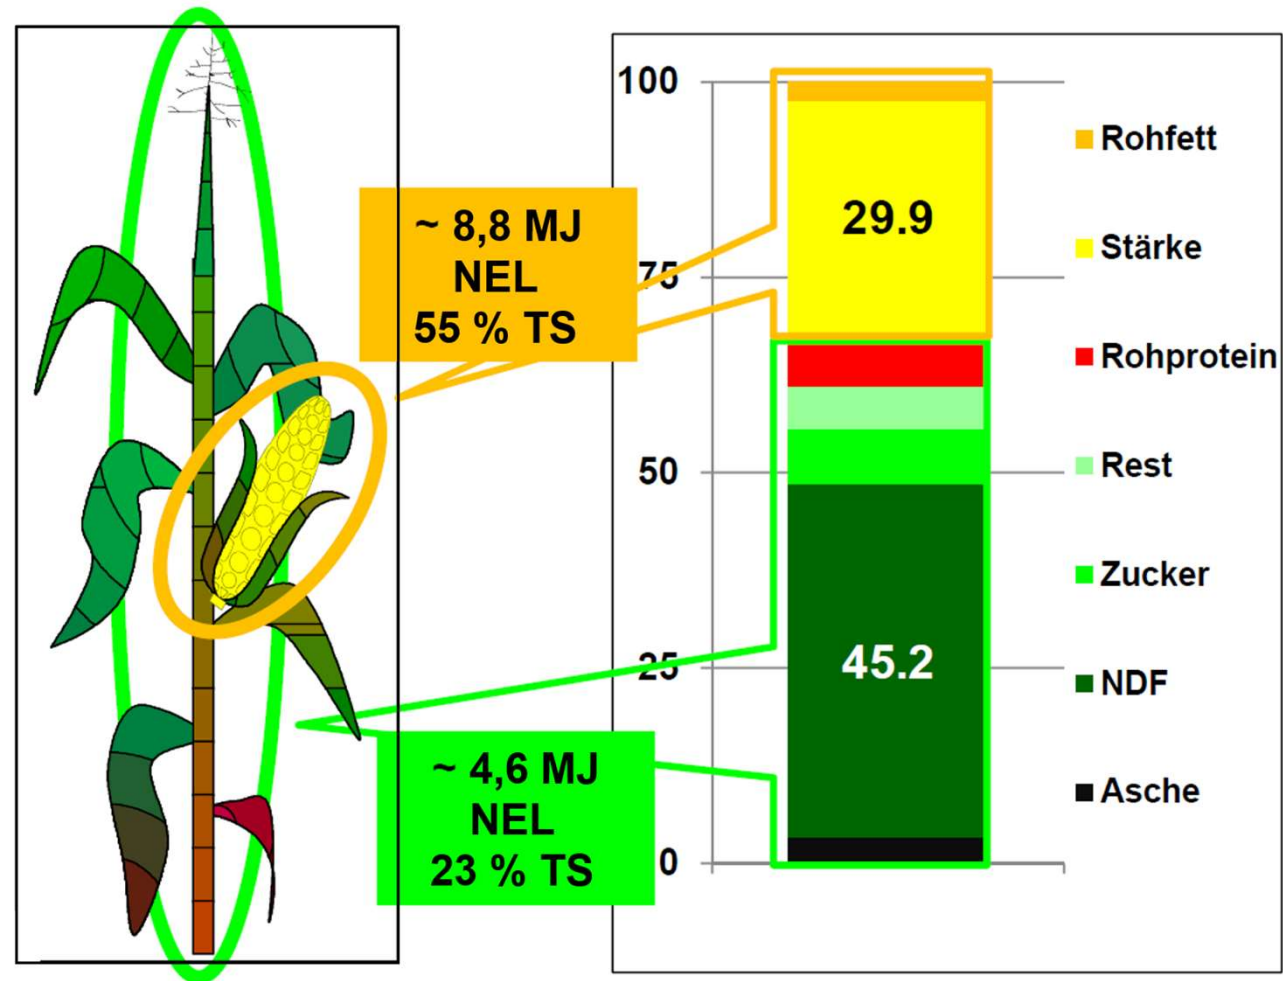 ~ 8,8 MJ
NEL
55 % TS
~ 4,6 MJ
NEL
23 % TS
100
75
50
25
0
29.9
45.2
Rohfett
Stärke
Rohprotein
Rest
Zucker
NDF
Asche